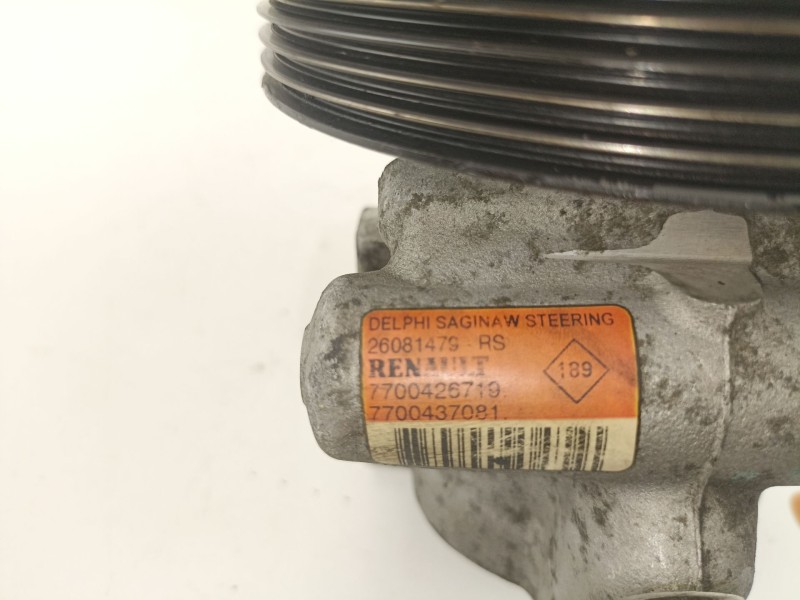 DELPHI SAGINAW STEERING
26081479 - RS
RENAULT
189
7700426719.
7700437081.